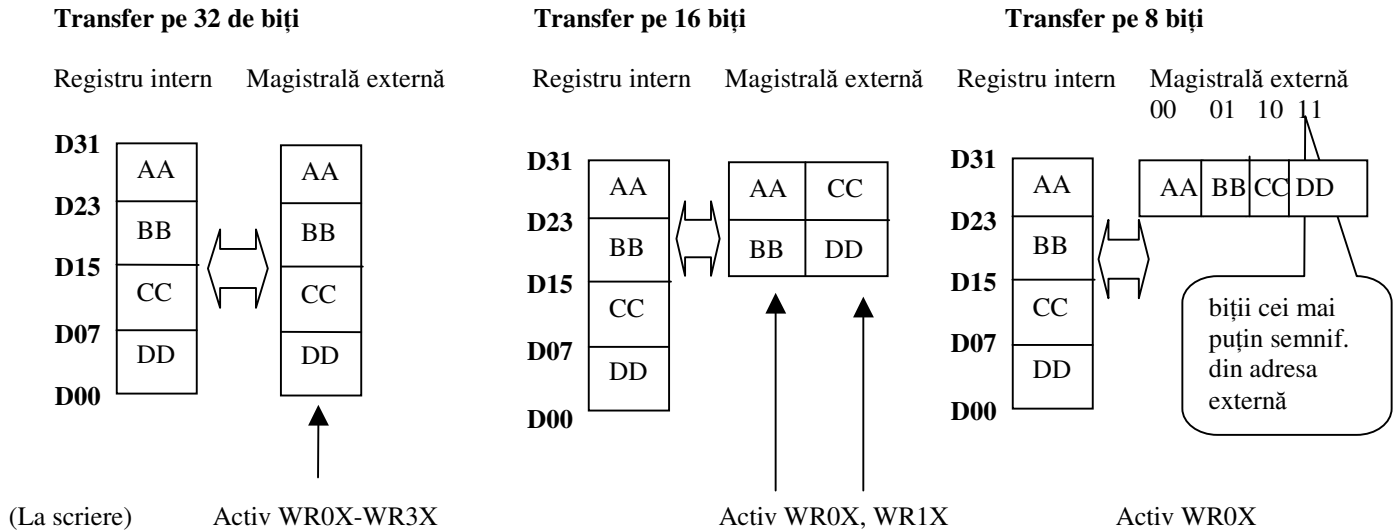 Transfer pe 32 de biți Transfer pe 16 biți Transfer pe 8 biți
Registru intern Magistrală externă Registru intern Magistrală externă Registru intern Magistrală externă
00 01 10 11
D31
AA AA
D23
BB BB
D15
CC CC
D07
DD DD
D00
D31
AA AA CC
D23
BB BB DD
D15
CC
D07
DD
D00
D31
AA AA BB CC DD
D23
BB
D15
CC
D07
DD
D00
biții cei mai
puțin semnif.
din adresa
externă
(La scriere) Activ WR0X-WR3X Activ WR0X, WR1X Activ WR0X